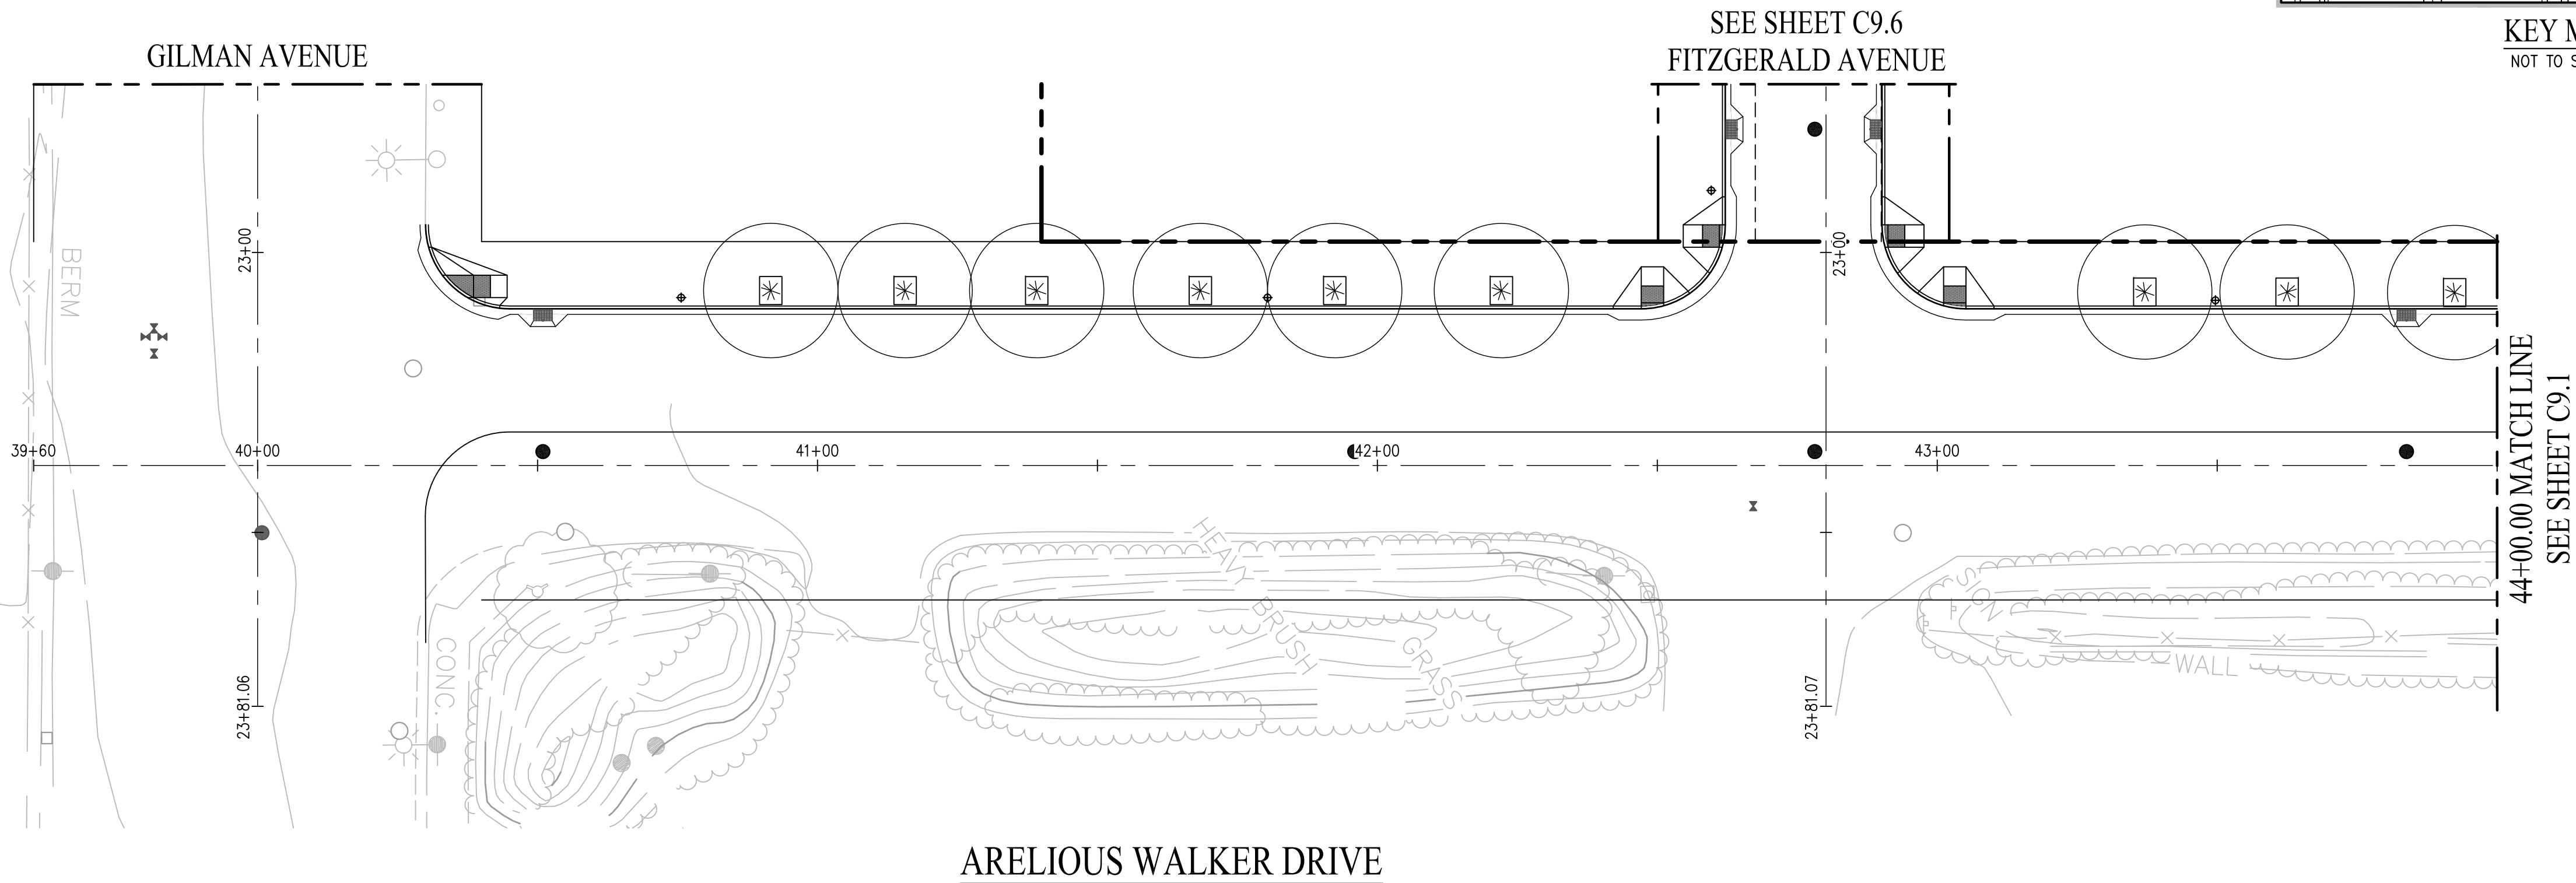 SEE SHEET C9.6
GILMAN AVENUE
FITZGERALD AVENUE
KEY M
NOT TO S
23+00
23+00
BERM
39+60
40+00
41+00
42+00
43+00
44+00.00 MATCH LINE
SEE SHEET C9.1
HEAVY
BRUSH
GRASS
SIGN
WALL
CONC.
23+81.06
23+81.07
ARELIOUS WALKER DRIVE